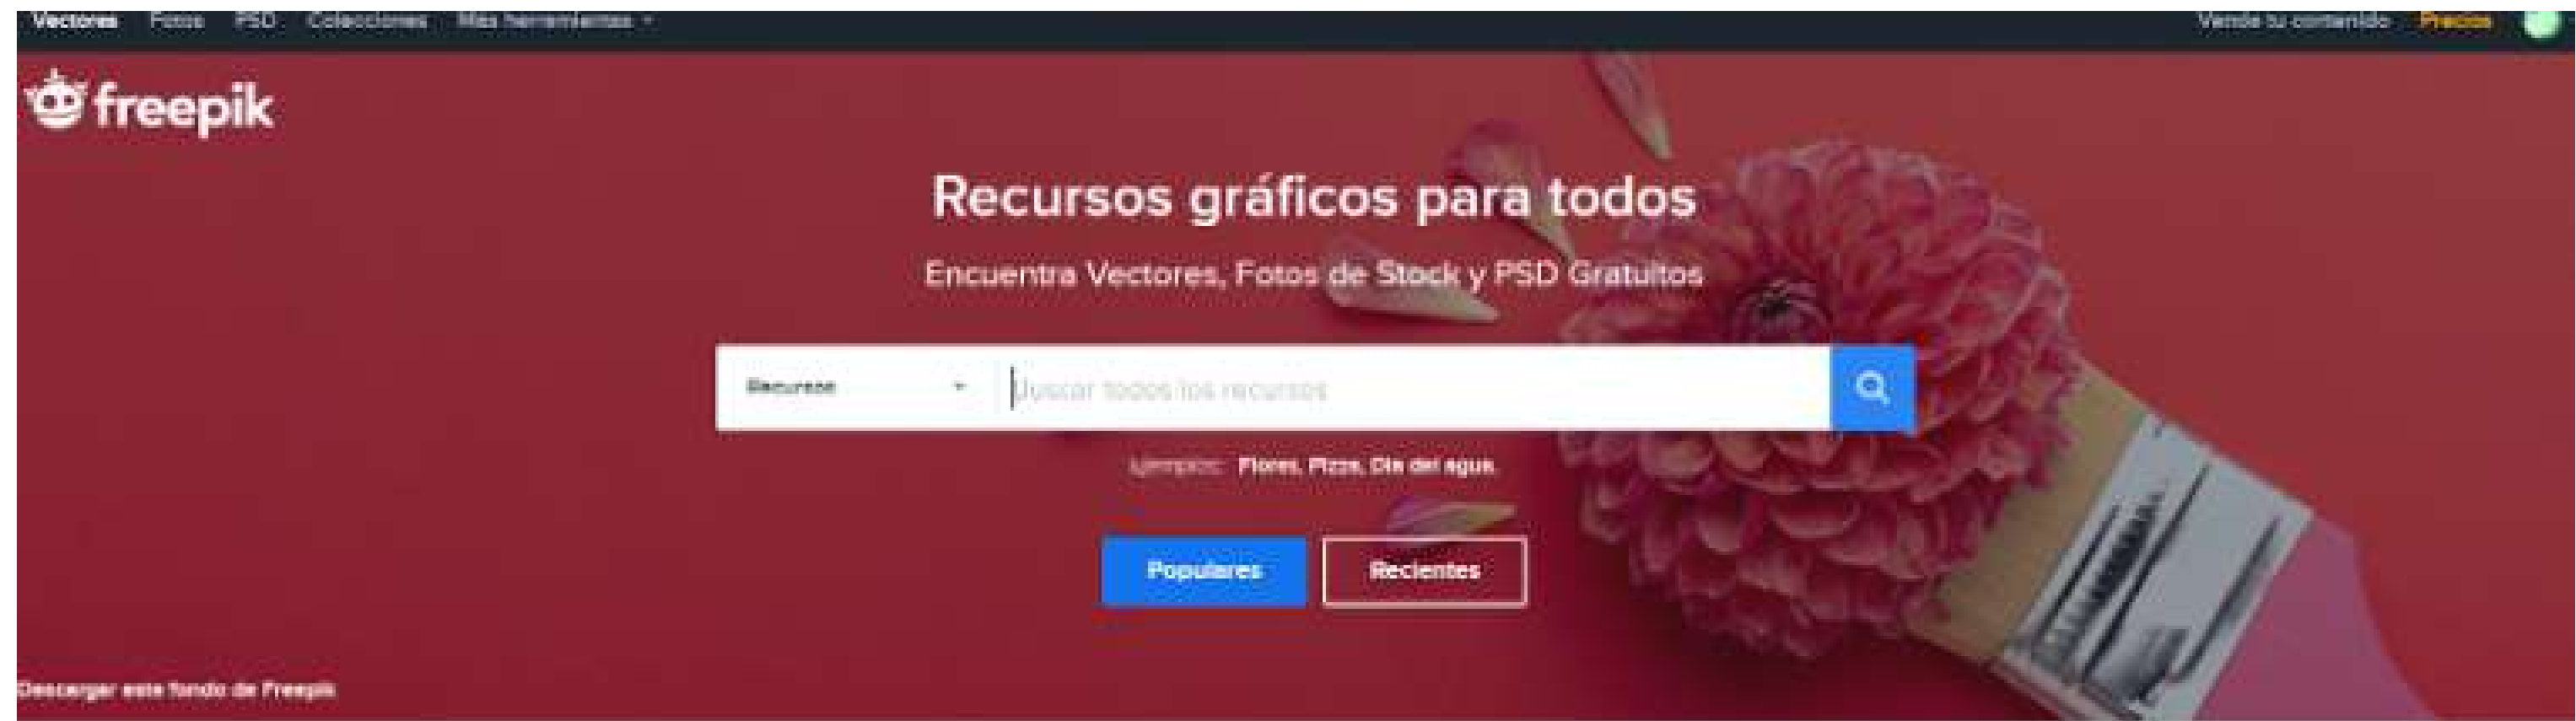 Vectores Fotos PSD Colecciones Más herramientas
Vende tu contenido Precios
freepik
Recursos gráficos para todos
Encuentra Vectores, Fotos de Stock y PSD Gratuitos
Recursos
Buscar todos los recursos
Ejemplos: Flores, Pizza, Día del agua
Populares
Recientes
Descargar este fondo de Freepik